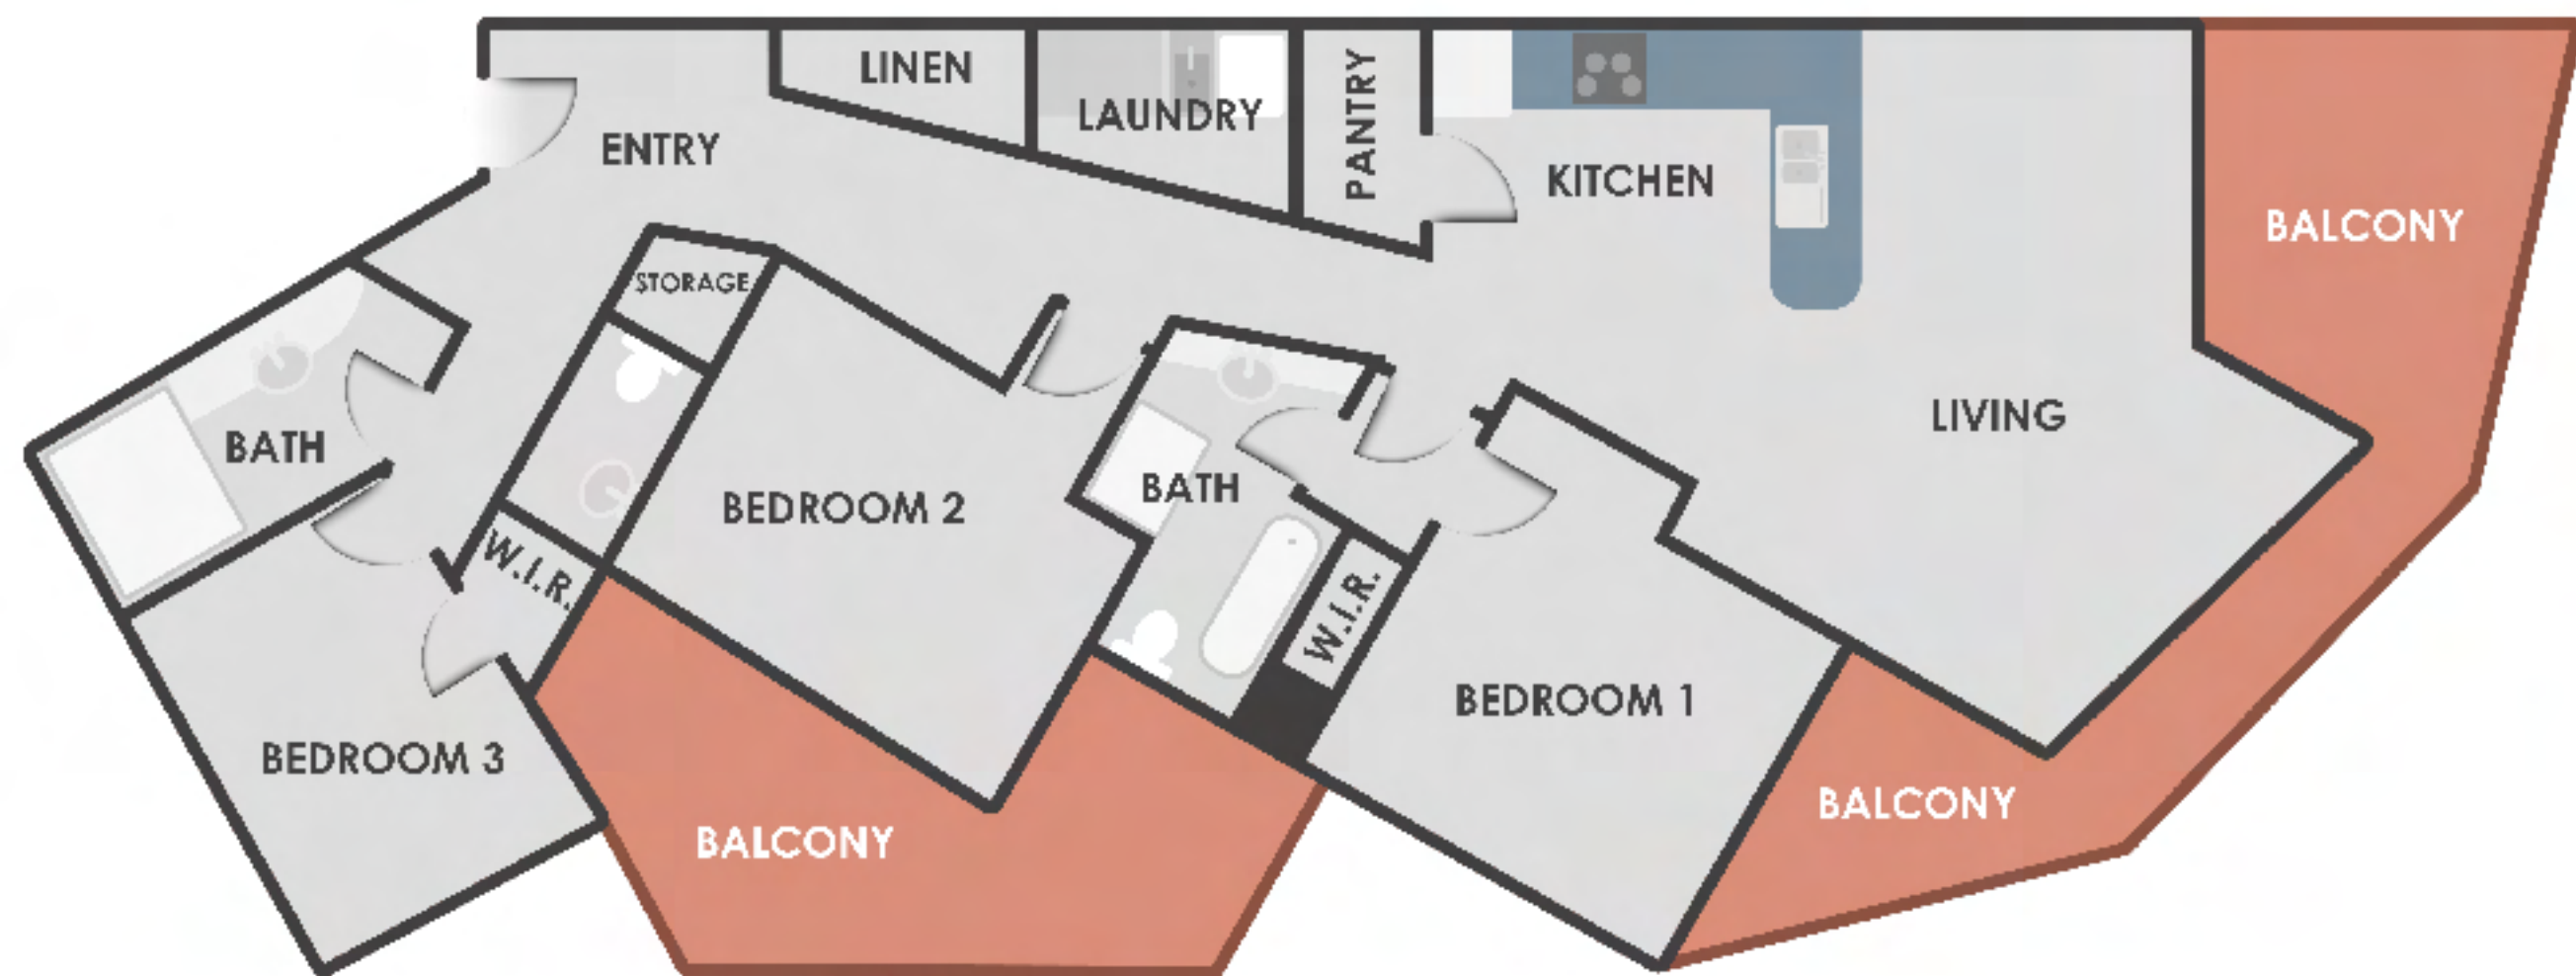 LINEN
LAUNDRY
PANTRY
ENTRY
KITCHEN
BALCONY
STORAGE
LIVING
BATH
BEDROOM 2
BATH
W.I.R.
W.I.R.
BEDROOM 1
BEDROOM 3
BALCONY
BALCONY